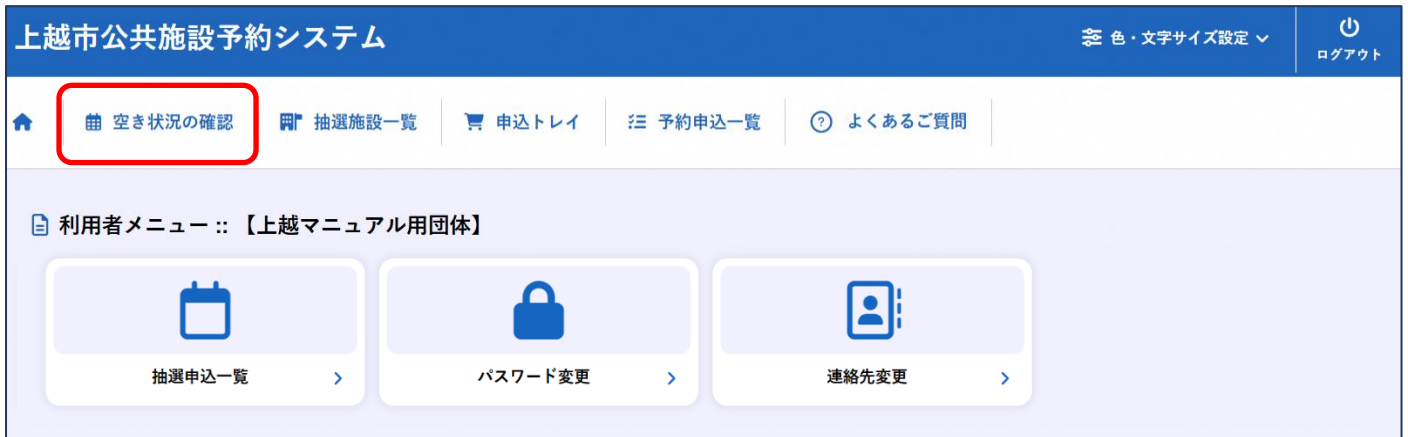 上越市公共施設予約システム
色・文字サイズ設定
ログアウト
空き状況の確認
抽選施設一覧
申込トレイ
予約申込一覧
よくあるご質問
利用者メニュー :: 【上越マニュアル用団体】
抽選申込一覧
パスワード変更
連絡先変更